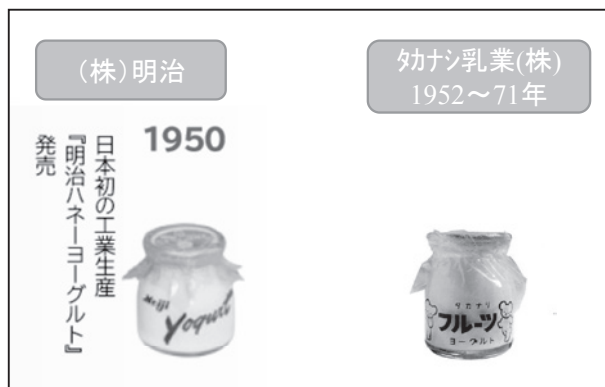 (株)明治
1950
日本初の工業生産
『明治ハネーヨーグルト』
発売
Meiji
Yogurt
タカナシ乳業(株)
1952〜71年
タカナシ
フルーツ
ヨーグルト